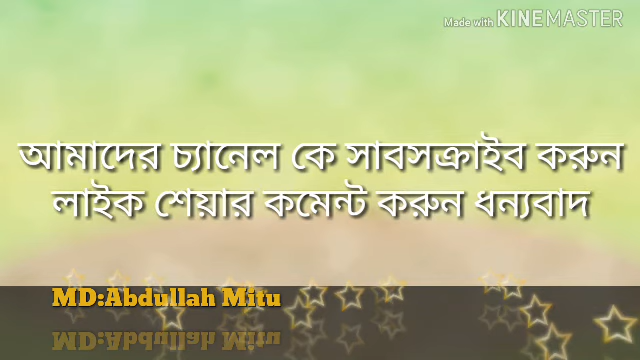 Made with KINEMASTER
আমাদের চ্যানেল কে সাবসক্রাইব করুন
লাইক শেয়ার কমেন্ট করুন ধন্যবাদ
MD:Abdullah Mitu